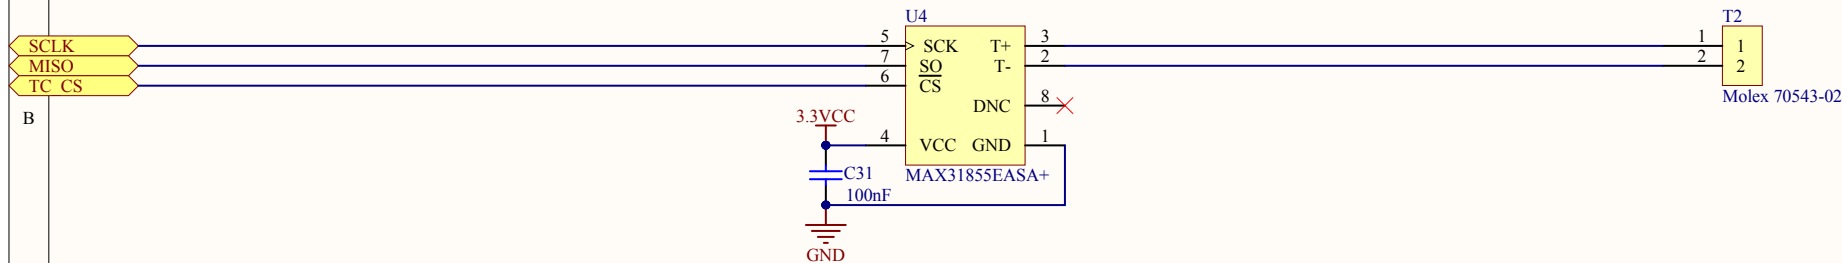 U4
T2
SCLK
5
SCK
T+
3
1
1
MISO
7
SO
T-
2
2
2
TC_CS
6
CS
Molex 70543-02
B
DNC
8
3.3VCC
4
VCC
GND
1
C31
MAX31855EASA+
100nF
GND